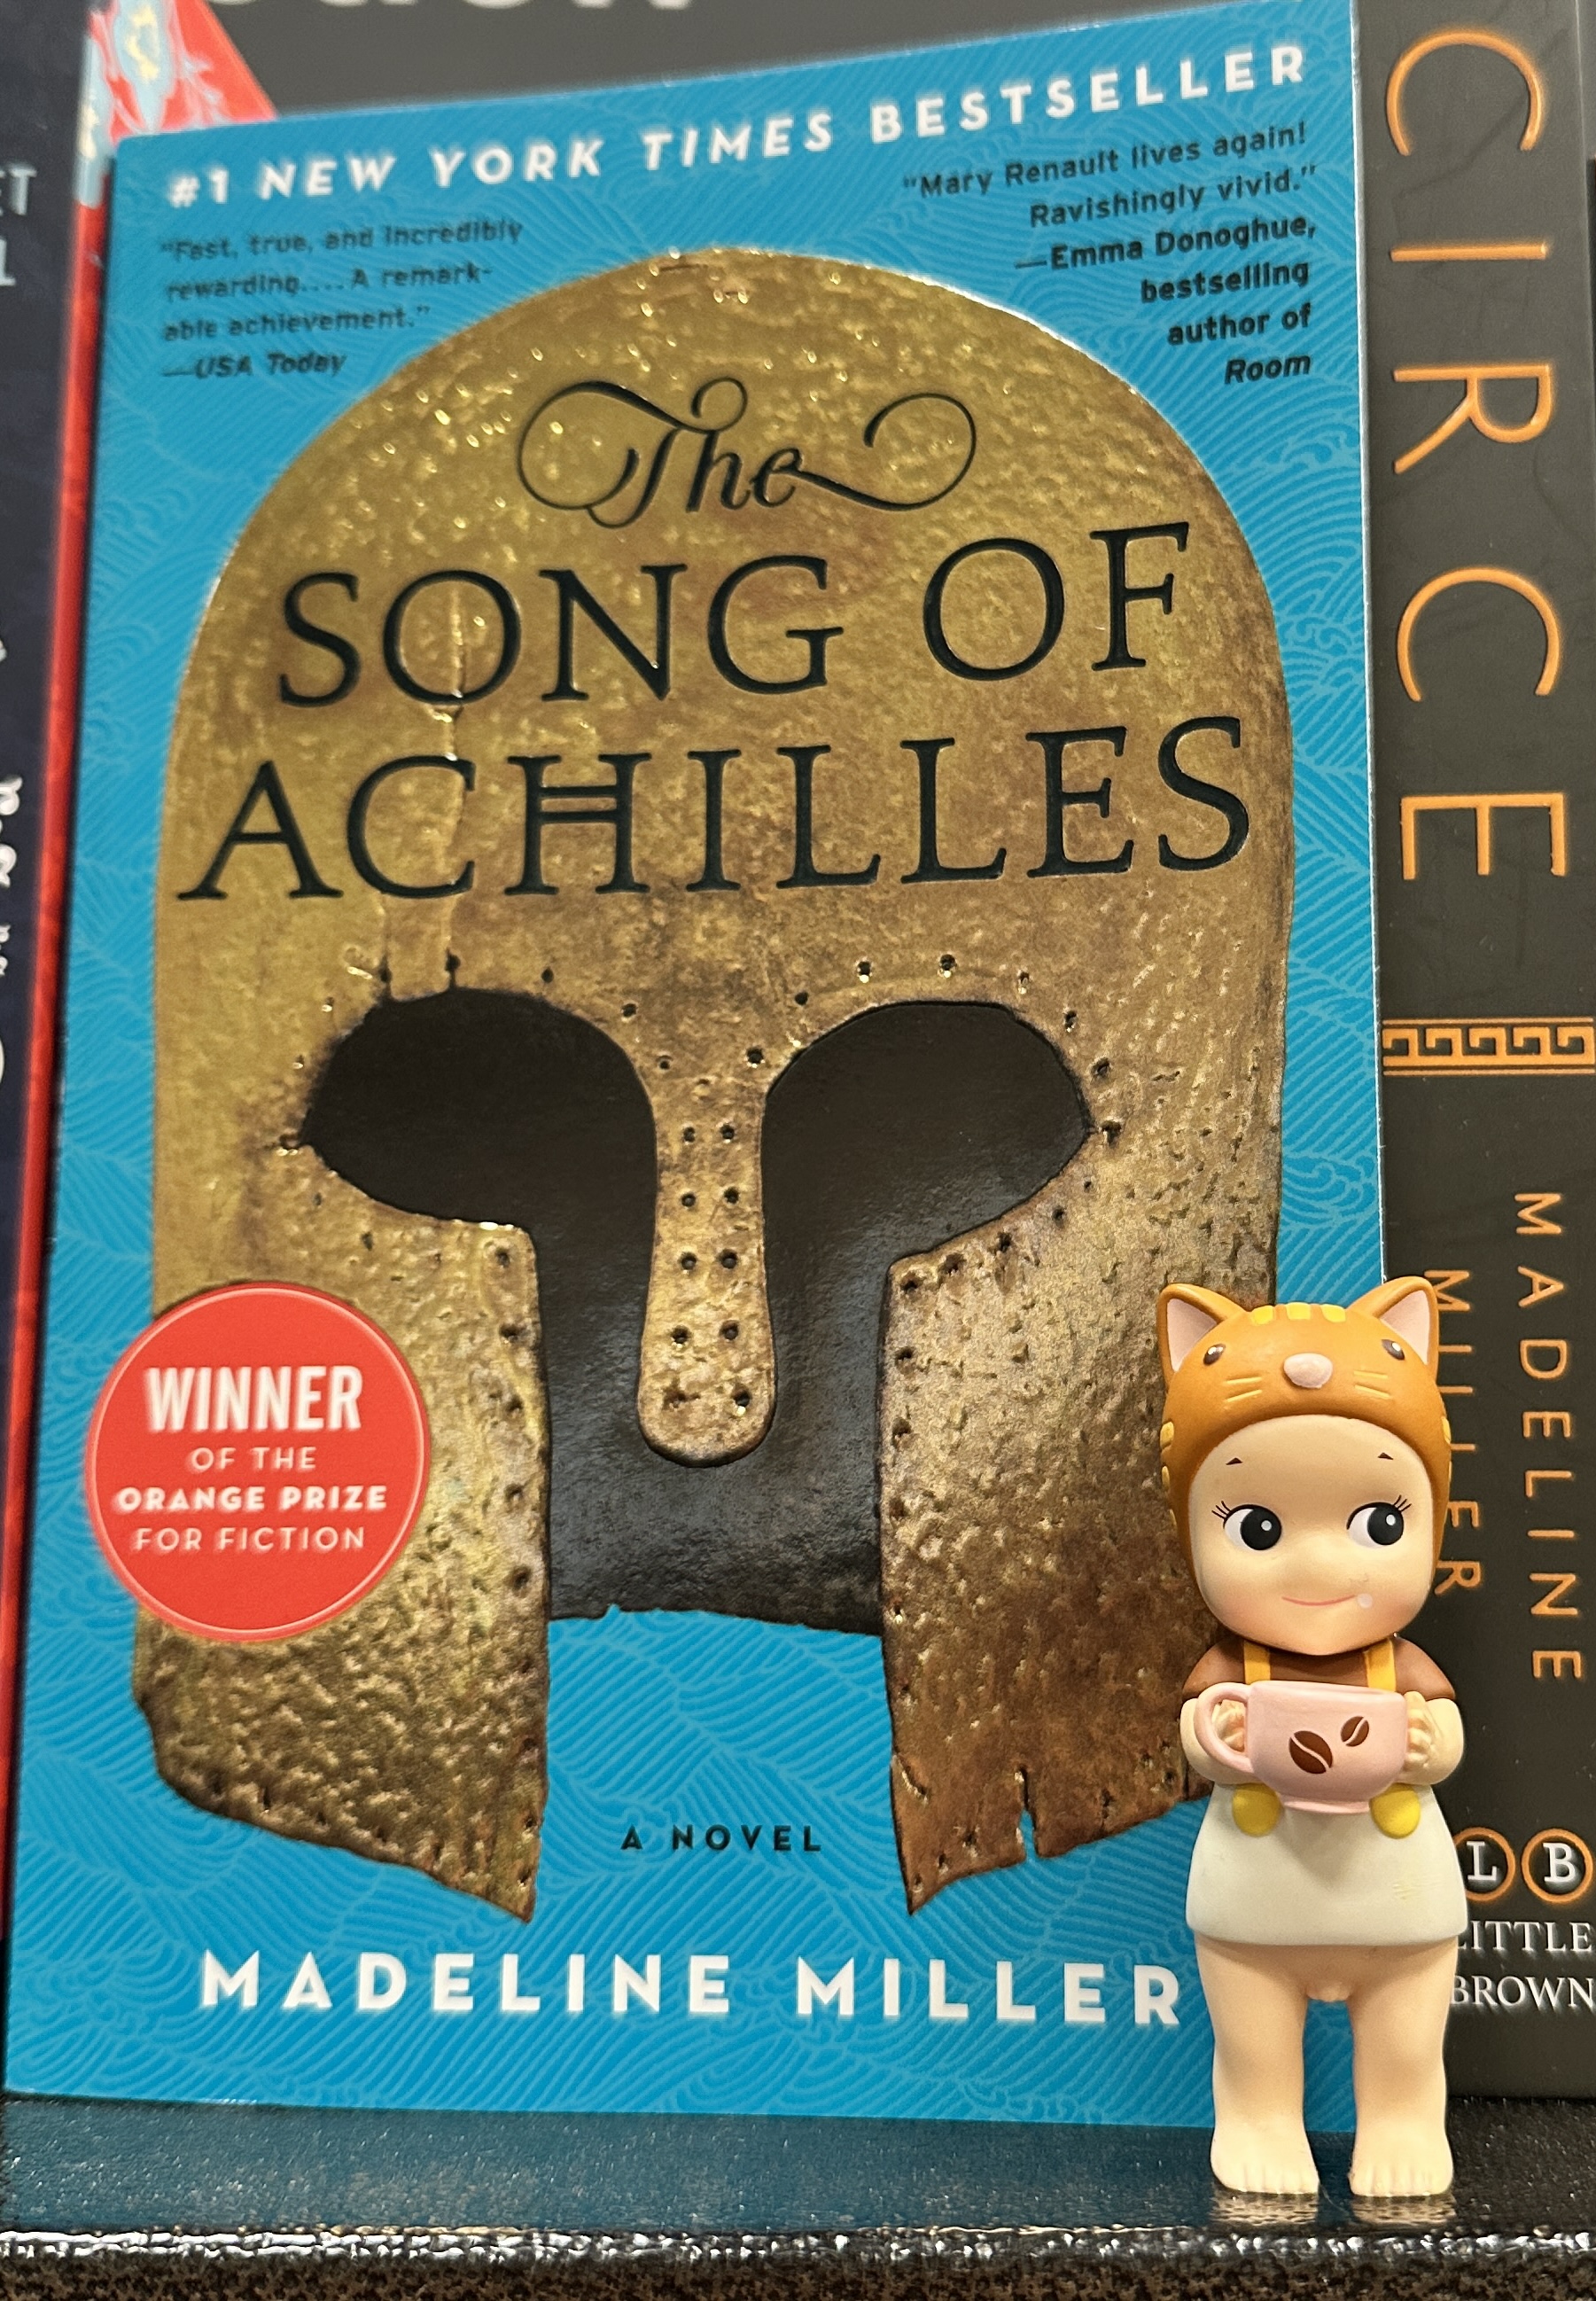 #1 NEW YORK TIMES BESTSELLER
"Fast, true, and incredibly
rewarding.... A remark-
able achievement."
—USA Today
"Mary Renault lives again!
Ravishingly vivid."
—Emma Donoghue,
bestselling
author of
Room
The
SONG OF
ACHILLES
WINNER
OF THE
ORANGE PRIZE
FOR FICTION
A NOVEL
MADELINE MILLER
CIRCE
MADELINE
MILLER
L B
LITTLE
BROWN